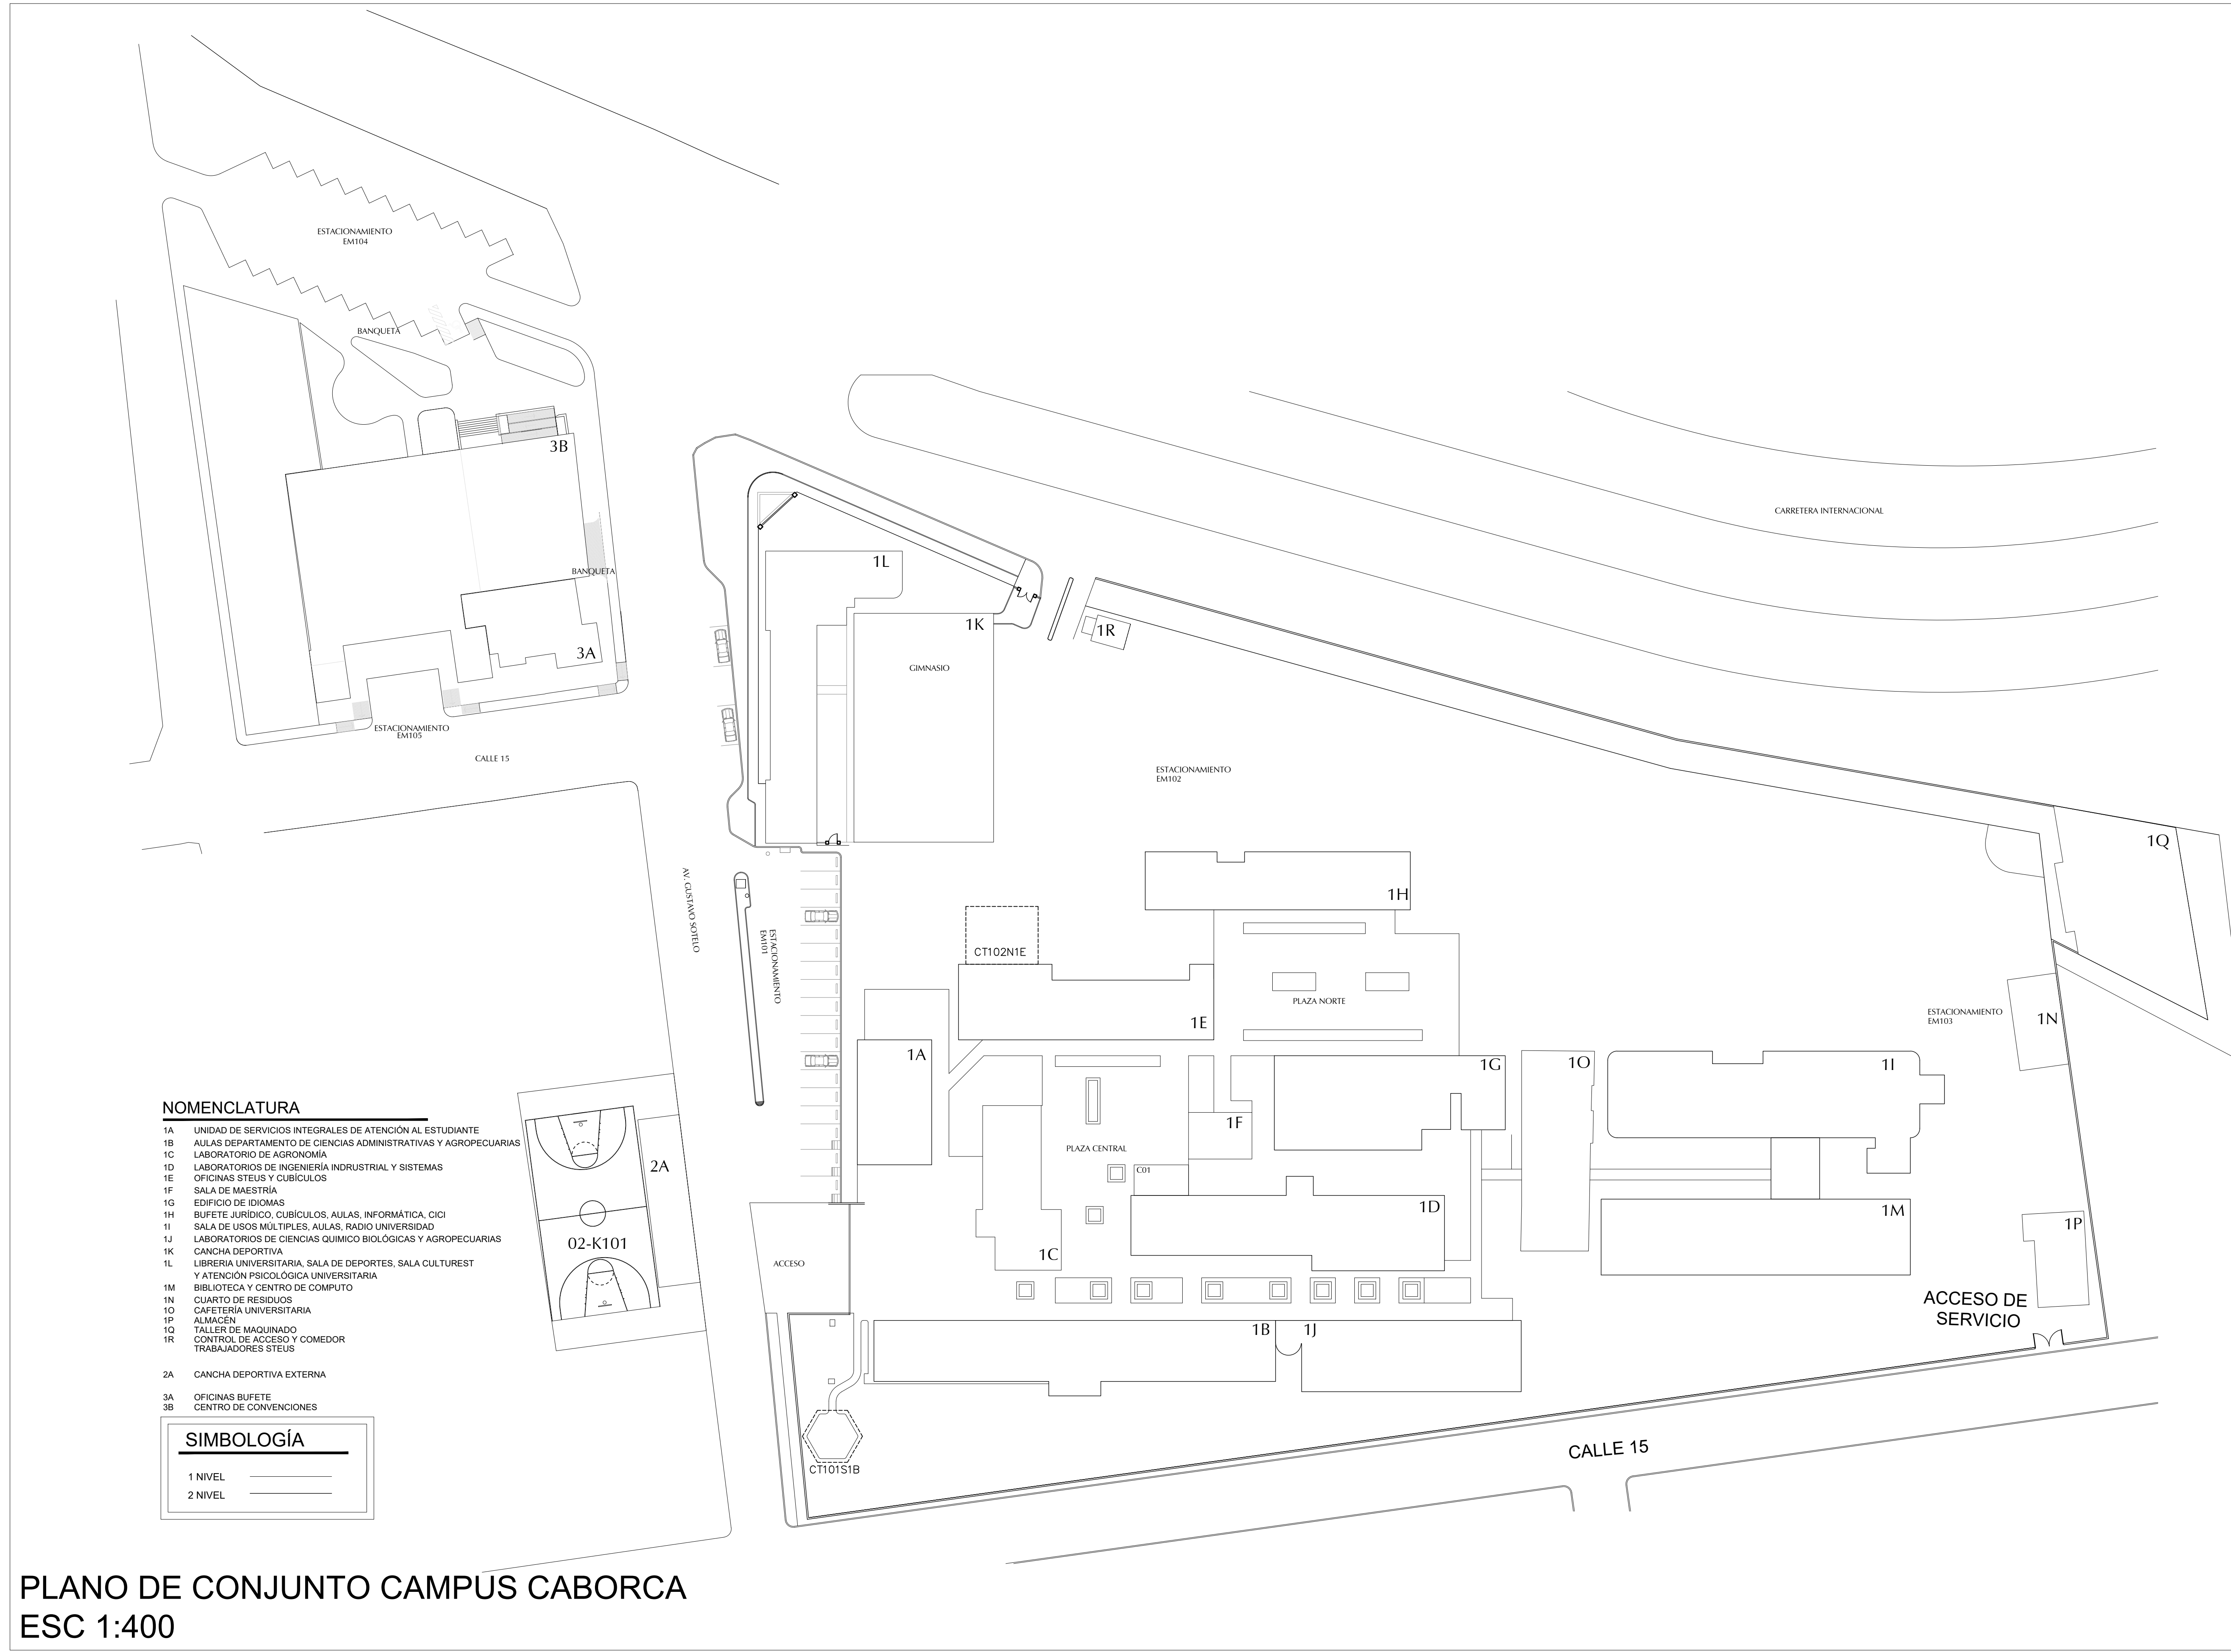 ESTACIONAMIENTO
EM104
BANQUETA
3B
CARRETERA INTERNACIONAL
1L
BANQUETA
1K
1R
3A
GIMNASIO
ESTACIONAMIENTO
EM105
CALLE 15
ESTACIONAMIENTO
EM102
1Q
AV. GUSTAVO SOTELO
1H
ESTACIONAMIENTO
EM101
CT102N1E
PLAZA NORTE
ESTACIONAMIENTO
EM103
1N
1E
1A
1G
1O
1I
1F
PLAZA CENTRAL
C01
2A
1D
1M
1P
02-K101
1C
ACCESO
ACCESO DE
SERVICIO
1B
1J
CT101S1B
CALLE 15
NOMENCLATURA
1A UNIDAD DE SERVICIOS INTEGRALES DE ATENCIÓN AL ESTUDIANTE
1B AULAS DEPARTAMENTO DE CIENCIAS ADMINISTRATIVAS Y AGROPECUARIAS
1C LABORATORIO DE AGRONOMÍA
1D LABORATORIOS DE INGENIERÍA INDRUSTRIAL Y SISTEMAS
1E OFICINAS STEUS Y CUBÍCULOS
1F SALA DE MAESTRÍA
1G EDIFICIO DE IDIOMAS
1H BUFETE JURÍDICO, CUBÍCULOS, AULAS, INFORMÁTICA, CICI
1I SALA DE USOS MÚLTIPLES, AULAS, RADIO UNIVERSIDAD
1J LABORATORIOS DE CIENCIAS QUIMICO BIOLÓGICAS Y AGROPECUARIAS
1K CANCHA DEPORTIVA
1L LIBRERIA UNIVERSITARIA, SALA DE DEPORTES, SALA CULTUREST
Y ATENCIÓN PSICOLÓGICA UNIVERSITARIA
1M BIBLIOTECA Y CENTRO DE COMPUTO
1N CUARTO DE RESIDUOS
1O CAFETERÍA UNIVERSITARIA
1P ALMACÉN
1Q TALLER DE MAQUINADO
1R CONTROL DE ACCESO Y COMEDOR
TRABAJADORES STEUS
2A CANCHA DEPORTIVA EXTERNA
3A OFICINAS BUFETE
3B CENTRO DE CONVENCIONES
SIMBOLOGÍA
1 NIVEL
2 NIVEL
PLANO DE CONJUNTO CAMPUS CABORCA
ESC 1:400